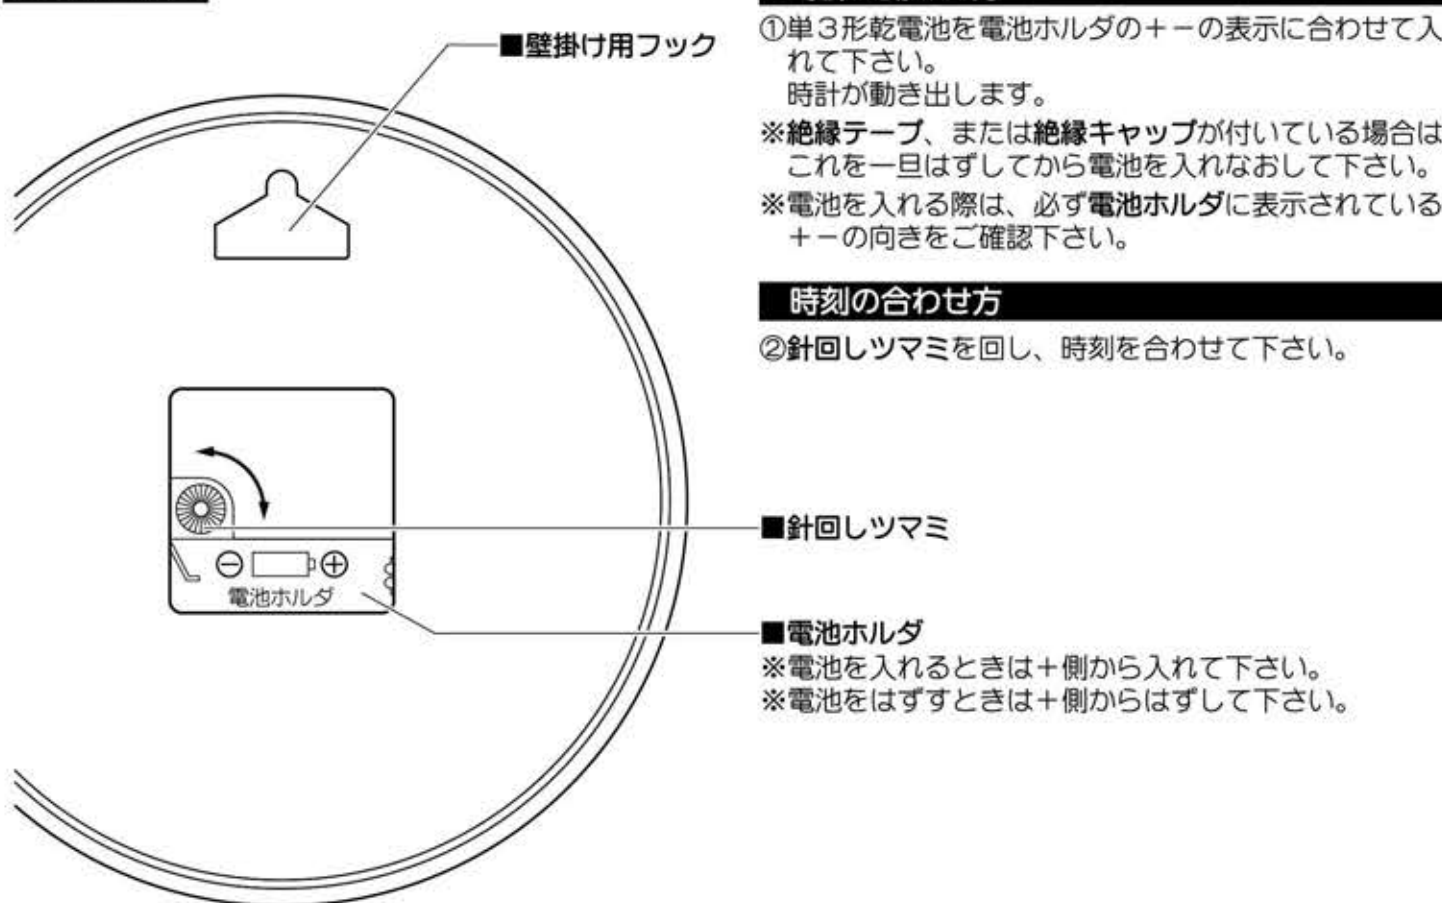 ■壁掛け用フック
①単３形乾電池を電池ホルダの＋－の表示に合わせて入
れて下さい。
時計が動き出します。
※絶縁テープ、または絶縁キャップが付いている場合は
これを一旦はずしてから電池を入れなおして下さい。
※電池を入れる際は、必ず電池ホルダに表示されている
＋－の向きをご確認下さい。
時刻の合わせ方
②針回しツマミを回し、時刻を合わせて下さい。
■針回しツマミ
⊖ ⊕
電池ホルダ
■電池ホルダ
※電池を入れるときは＋側から入れて下さい。
※電池をはずすときは＋側からはずして下さい。